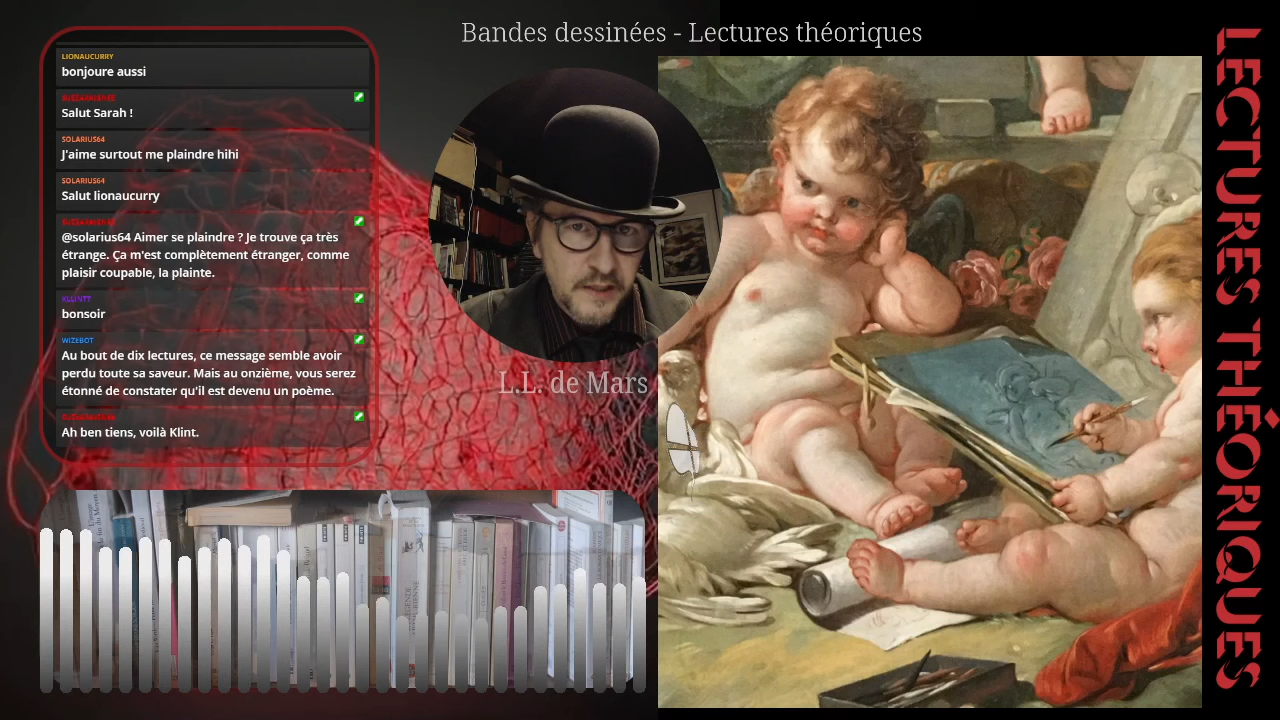 Bandes dessinées - Lectures théoriques
LIONAUCURRY
bonjoure aussi
Salut Sarah !
SOLARIUS64
J'aime surtout me plaindre hihi
SOLARIUS64
Salut lionaucurry
@solarius64 Aimer se plaindre ? Je trouve ça très
étrange. Ça m'est complètement étranger, comme
plaisir coupable, la plainte.
KLLIINTT
bonsoir
WIZEBOT
Au bout de dix lectures, ce message semble avoir
perdu toute sa saveur. Mais au onzième, vous serez
étonné de constater qu'il est devenu un poème.
Ah ben tiens, voilà Klint.
L.L. de Mars
LECTURES THÉORIQUES